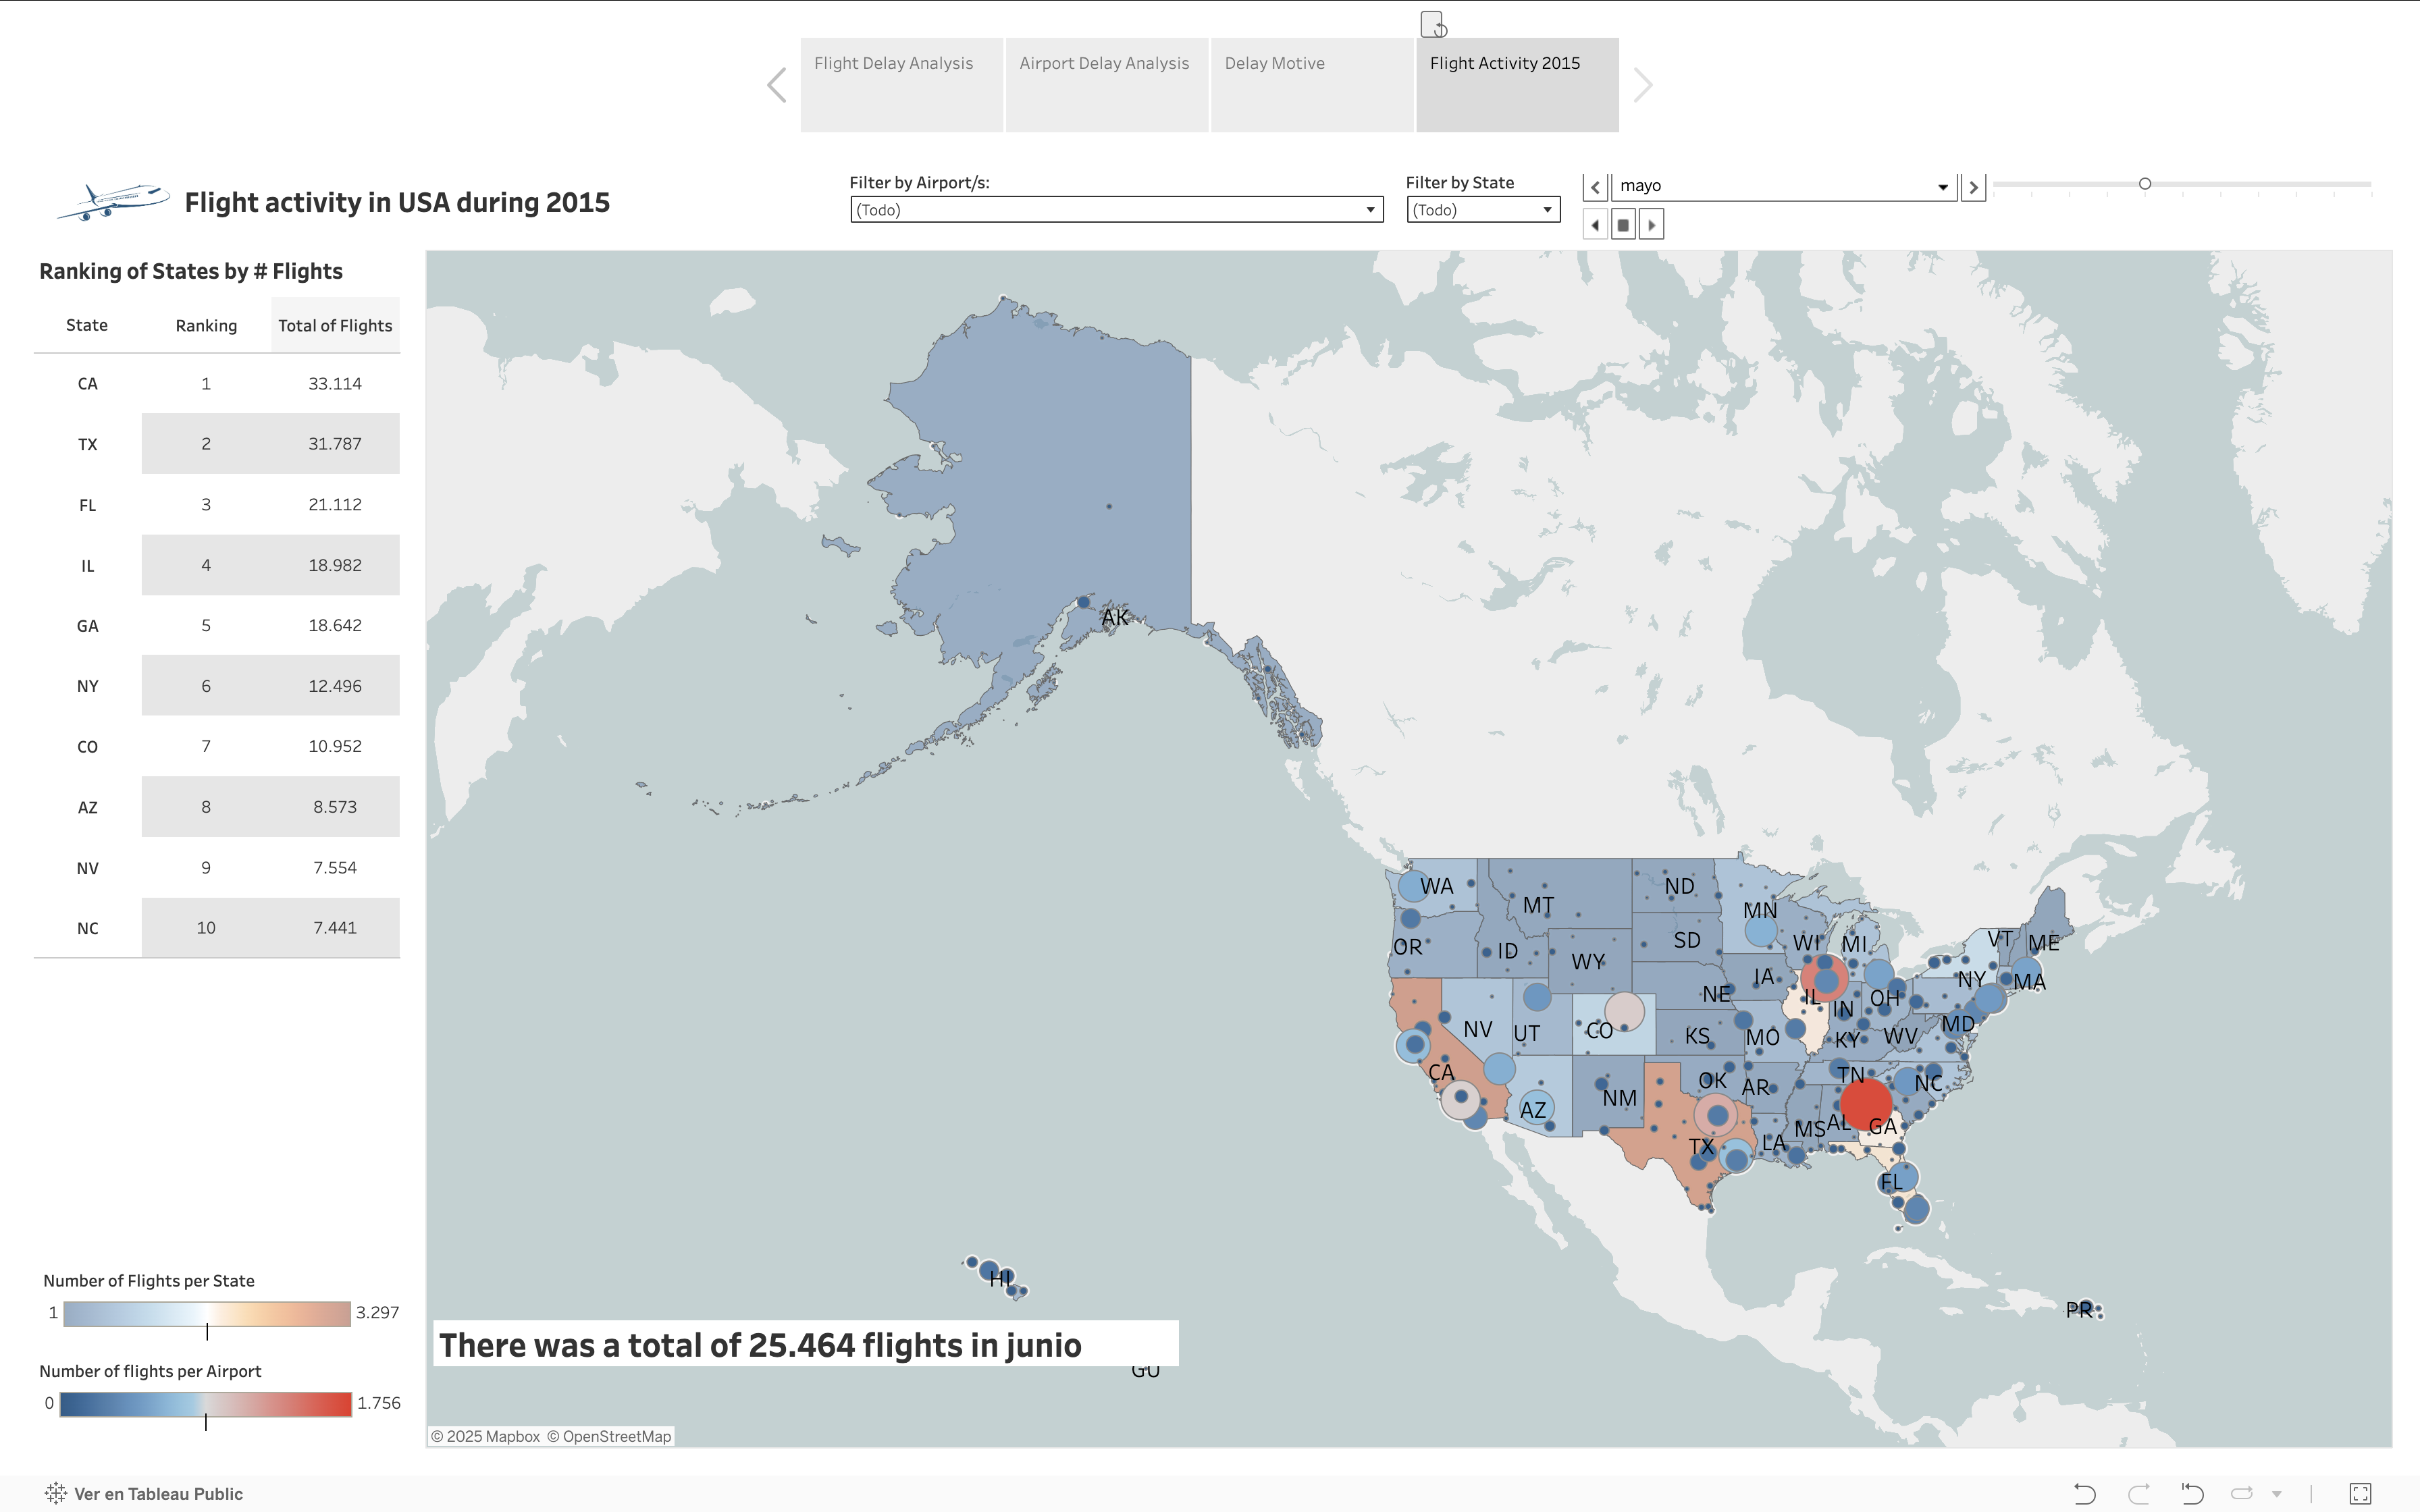 Flight Delay Analysis
Airport Delay Analysis
Delay Motive
Flight Activity 2015
Flight activity in USA during 2015
Filter by Airport/s:
(Todo)
Filter by State
(Todo)
mayo
Ranking of States by # Flights
State Ranking Total of Flights
CA 1 33.114
TX 2 31.787
FL 3 21.112
IL 4 18.982
GA 5 18.642
NY 6 12.496
CO 7 10.952
AZ 8 8.573
NV 9 7.554
NC 10 7.441
Number of Flights per State
1 3.297
Number of flights per Airport
0 1.756
AK
WA
MT
ND
MN
OR
ID
SD
WI
MI
VT
ME
WY
IA
NE
IL
IN
OH
NY
MA
NV
UT
CO
KS
MO
KY
WV
MD
CA
AZ
NM
OK
AR
TN
NC
TX
LA
MS
AL
GA
FL
HI
PR
There was a total of 25.464 flights in junio
GU
© 2025 Mapbox © OpenStreetMap
Ver en Tableau Public